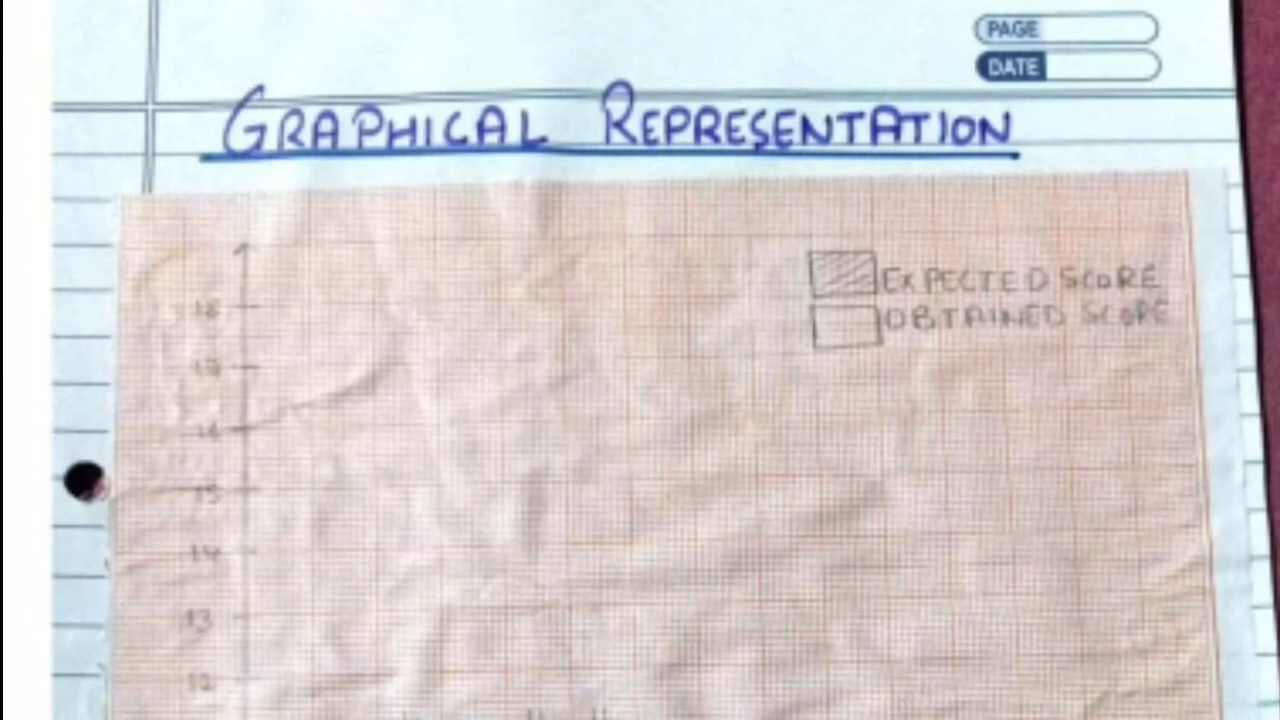 PAGE
DATE
GRAPHICAL REPRESENTATION
EXPECTED SCORE
OBTAINED SCORE
18
17
16
15
14
13
12